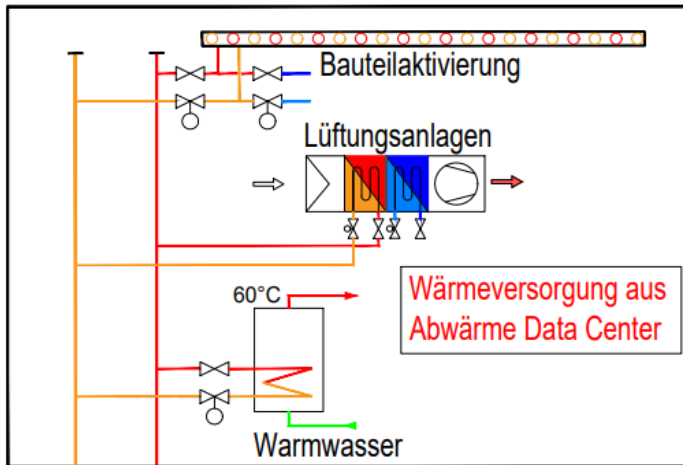 Bauteilaktivierung
Lüftungsanlagen
60°C
Wärmeversorgung aus
Abwärme Data Center
Warmwasser